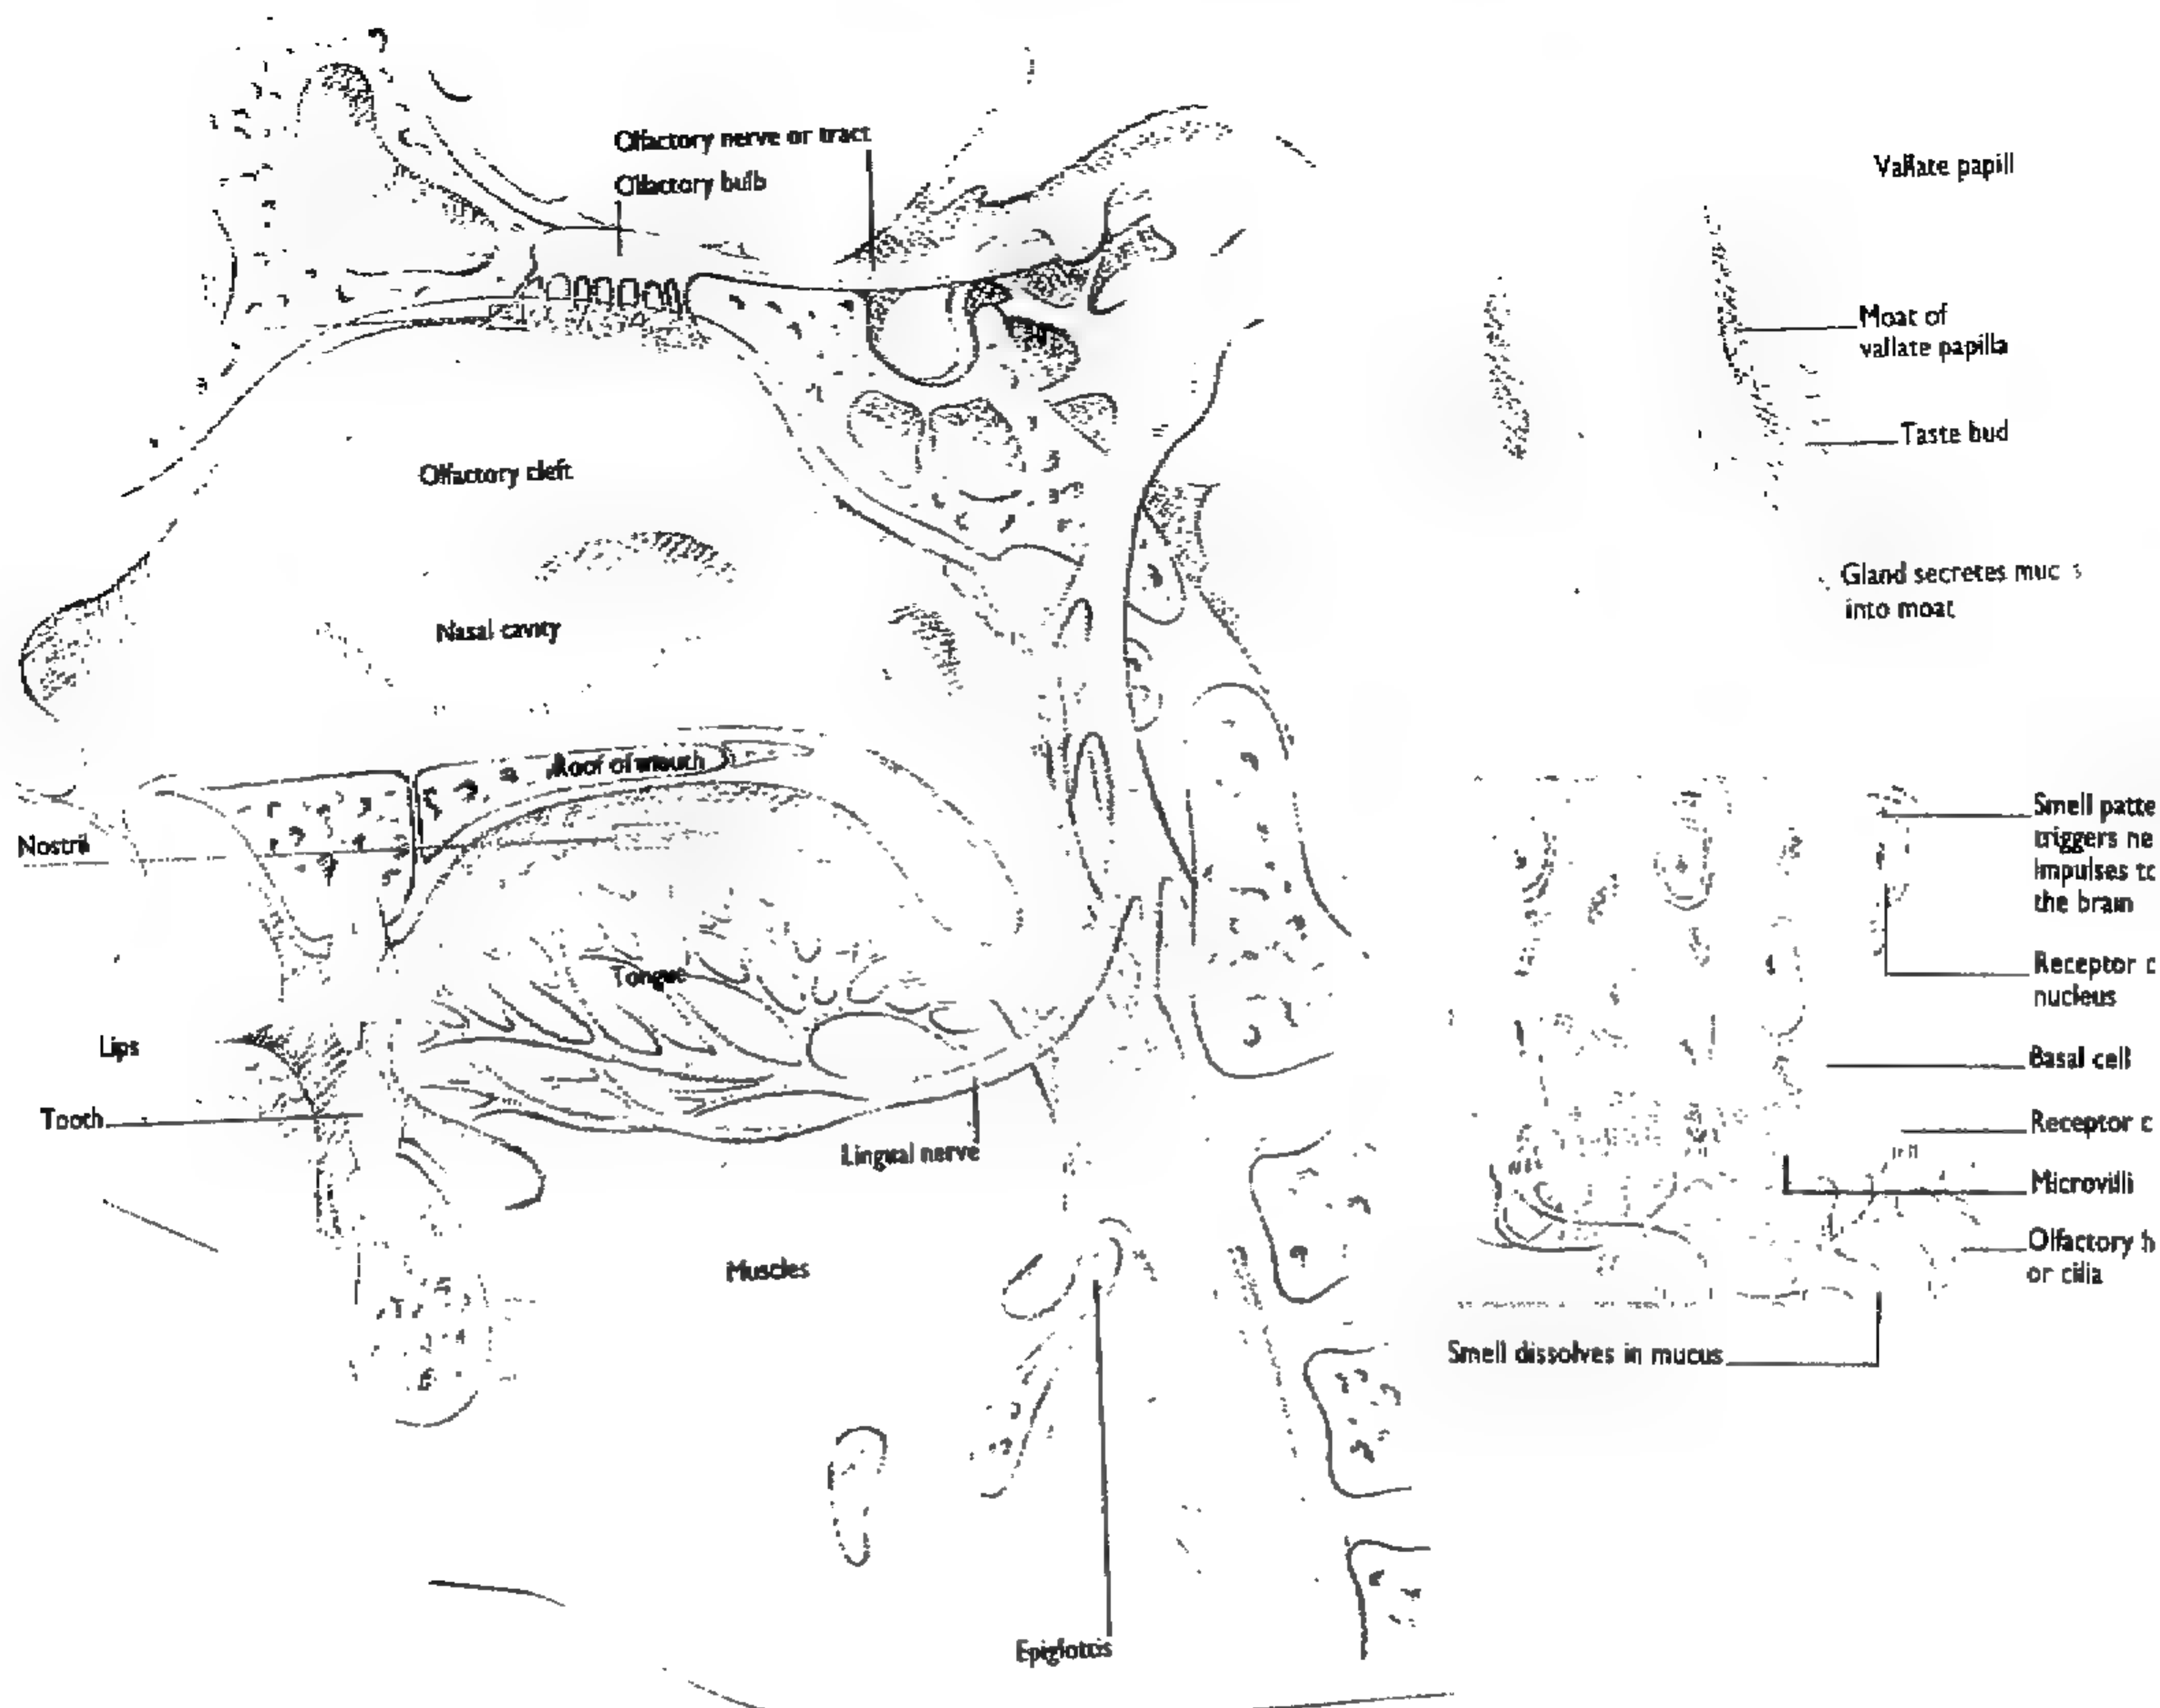 Olfactory nerve or tract
Olfactory bulb
Olfactory cleft
Nasal cavity
Roof of mouth
Nostril
Tongue
Lips
Tooth
Lingual nerve
Muscles
Epiglottis
Vallate papill
Moat of
vallate papilla
Taste bud
Gland secretes
into moat
Smell patte
triggers ne
impulses to
the brain
Receptor c
nucleus
Basal cell
Receptor c
Microvilli
Olfactory h
or cilia
Smell dissolves in mucus